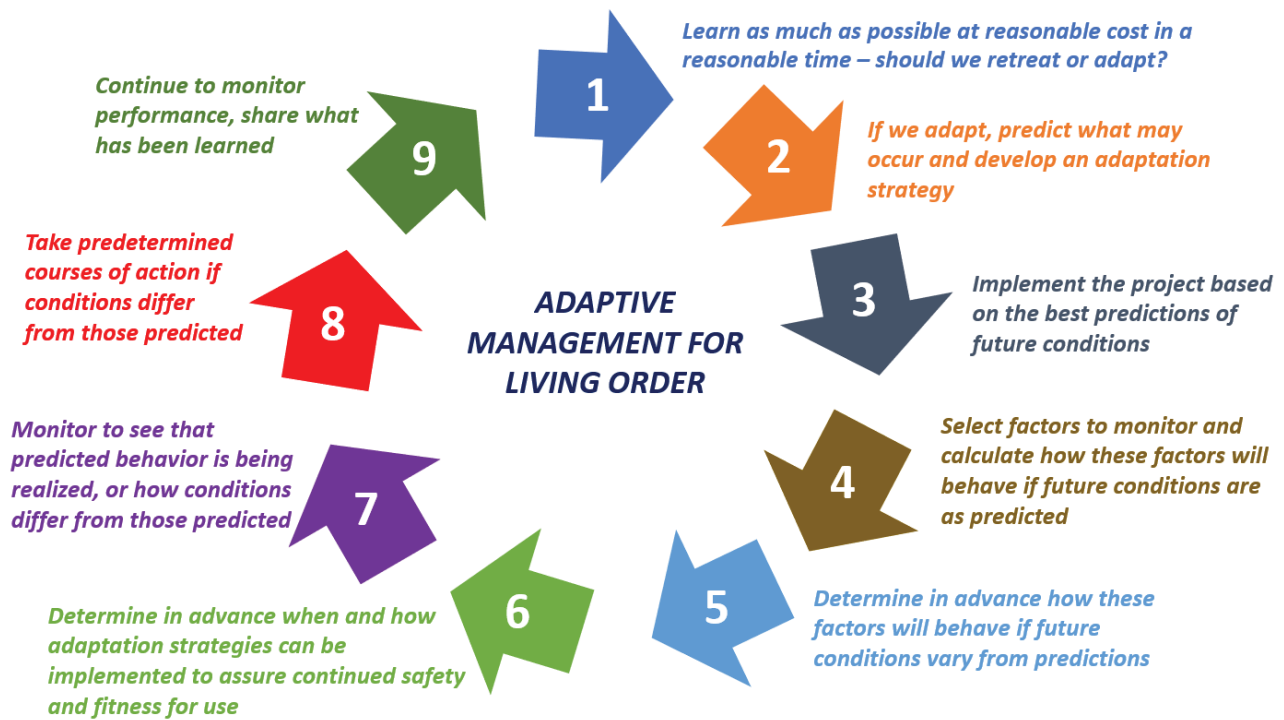 1
Learn as much as possible at reasonable cost in a
reasonable time – should we retreat or adapt?
2
If we adapt, predict what may
occur and develop an adaptation
strategy
3
Implement the project based
on the best predictions of
future conditions
4
Select factors to monitor and
calculate how these factors will
behave if future conditions are
as predicted
5
Determine in advance how these
factors will behave if future
conditions vary from predictions
6
Determine in advance when and how
adaptation strategies can be
implemented to assure continued safety
and fitness for use
7
Monitor to see that
predicted behavior is being
realized, or how conditions
differ from those predicted
8
Take predetermined
courses of action if
conditions differ
from those predicted
9
Continue to monitor
performance, share what
has been learned
ADAPTIVE
MANAGEMENT FOR
LIVING ORDER